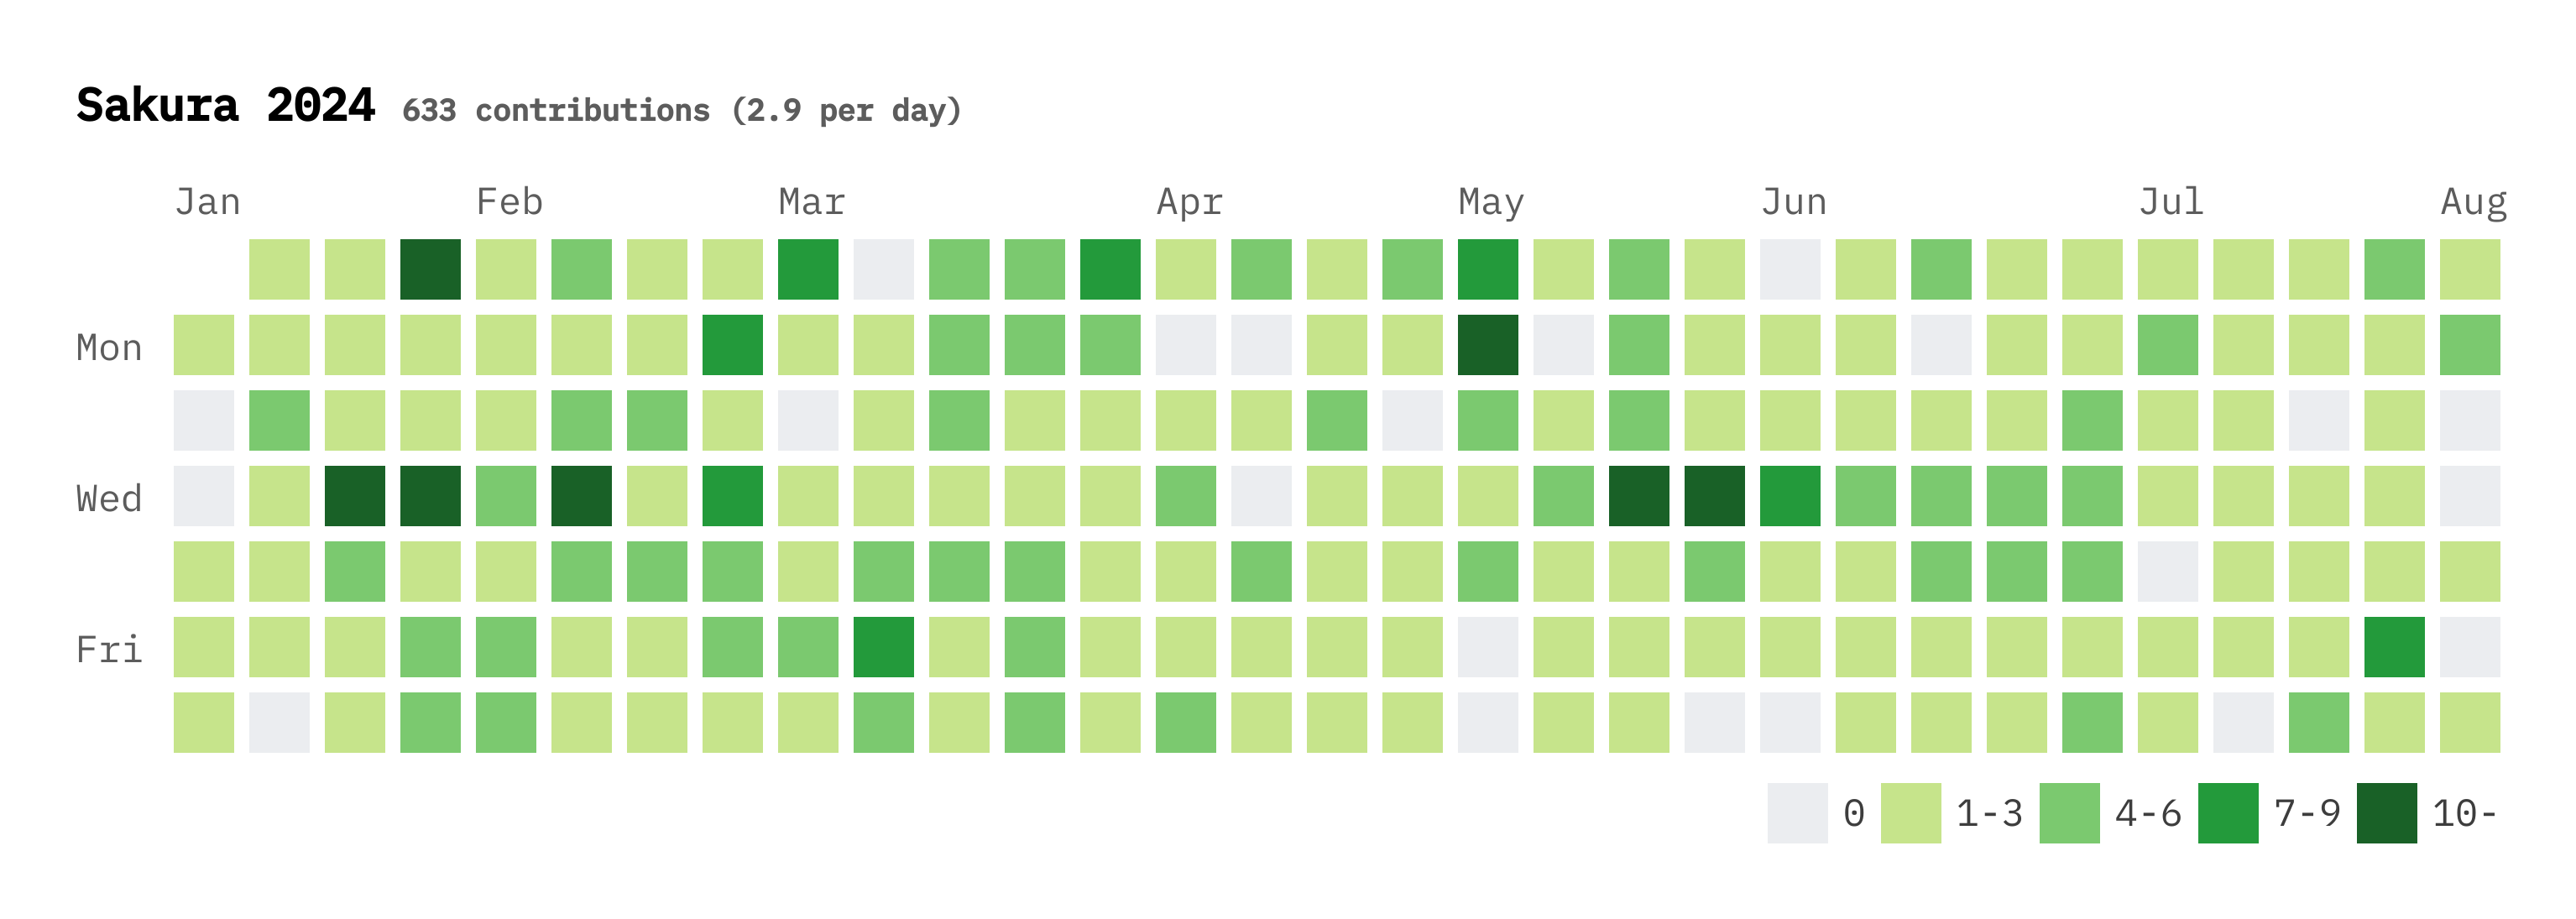 Sakura 2024 633 contributions (2.9 per day)
Jan Feb Mar Apr May Jun Jul Aug
Mon
Wed
Fri
0 1-3 4-6 7-9 10-